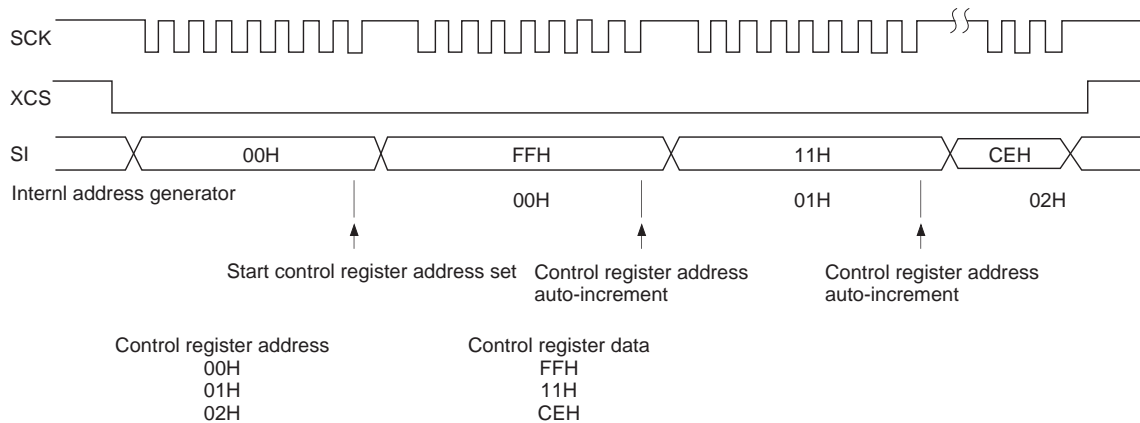 SCK
XCS
SI 00H FFH 11H CEH
Internl address generator 00H 01H 02H
Start control register address set Control register address Control register address
auto-increment auto-increment
Control register address Control register data
00H FFH
01H 11H
02H CEH